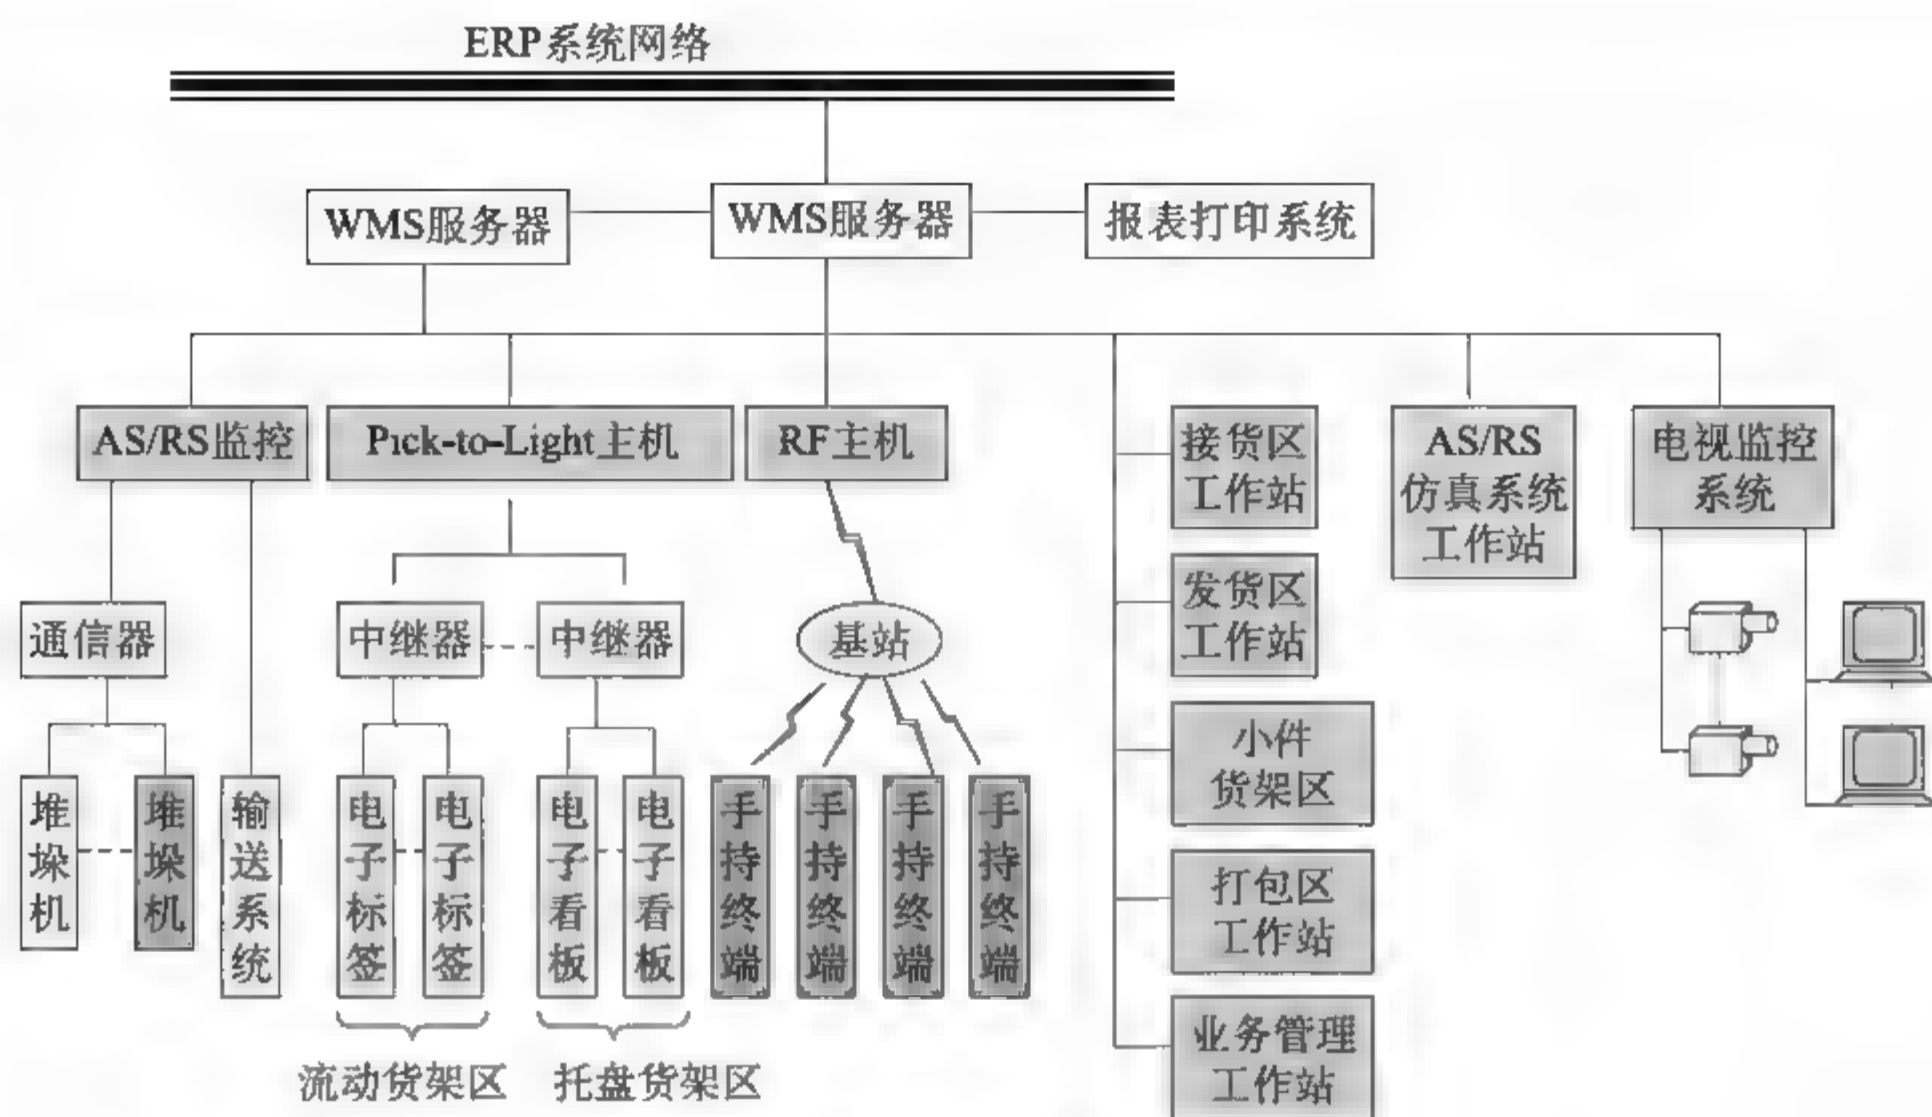 ERP系统网络
WMS服务器
WMS服务器
报表打印系统
AS/RS监控
Pick-to-Light主机
RF主机
接货区
工作站
AS/RS
仿真系统
工作站
电视监控
系统
发货区
工作站
通信器
中继器
中继器
基站
小件
货架区
堆垛机
堆垛机
输送系统
电子标签
电子标签
电子看板
电子看板
手持终端
手持终端
手持终端
手持终端
打包区
工作站
业务管理
工作站
流动货架区
托盘货架区